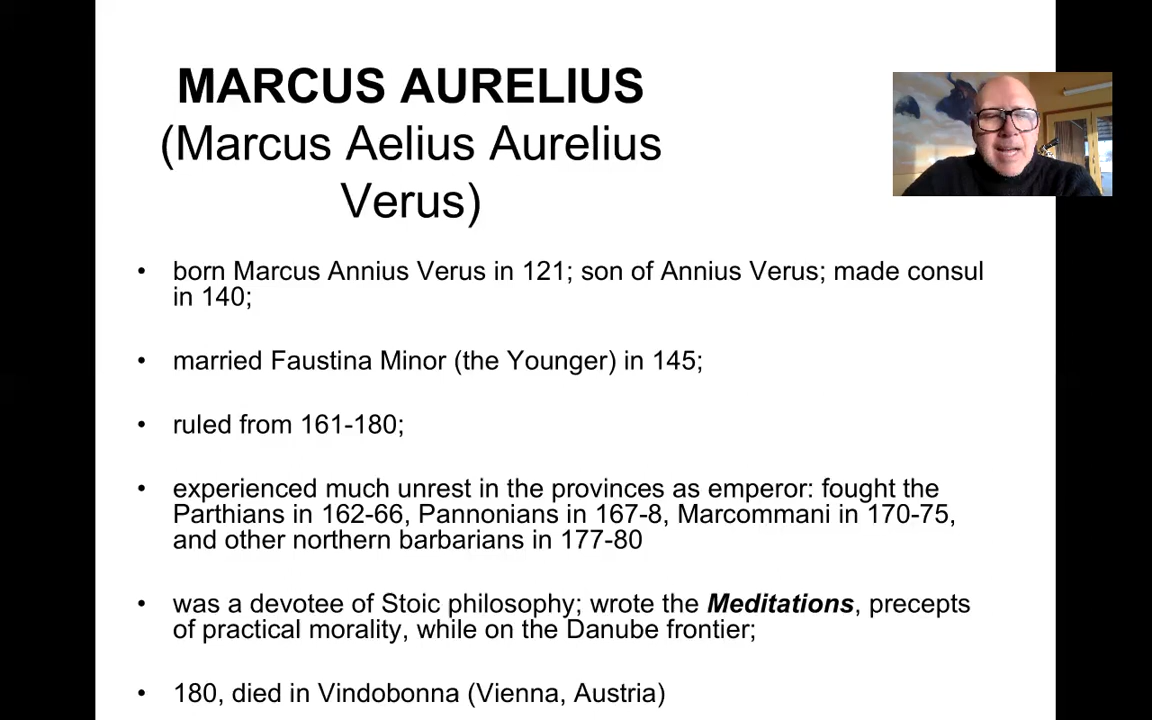 MARCUS AURELIUS
(Marcus Aelius Aurelius
Verus)
• born Marcus Annius Verus in 121; son of Annius Verus; made consul
in 140;
• married Faustina Minor (the Younger) in 145;
• ruled from 161-180;
• experienced much unrest in the provinces as emperor: fought the
Parthians in 162-66, Pannonians in 167-8, Marcommani in 170-75,
and other northern barbarians in 177-80
• was a devotee of Stoic philosophy; wrote the Meditations, precepts
of practical morality, while on the Danube frontier;
• 180, died in Vindobonna (Vienna, Austria)